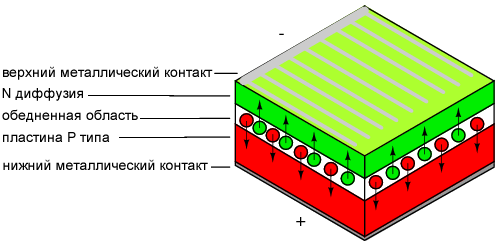 -
верхний металлический контакт
N диффузия
обедненная область
пластина P типа
нижний металлический контакт
+